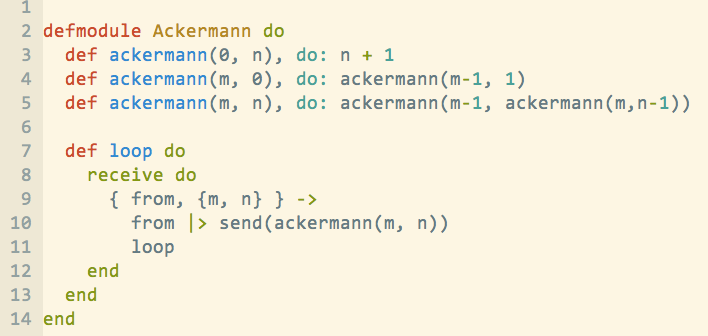 1
2 defmodule Ackermann do
3   def ackermann(0, n), do: n + 1
4   def ackermann(m, 0), do: ackermann(m-1, 1)
5   def ackermann(m, n), do: ackermann(m-1, ackermann(m,n-1))
6
7   def loop do
8     receive do
9       { from, {m, n} } ->
10         from |> send(ackermann(m, n))
11         loop
12     end
13   end
14 end